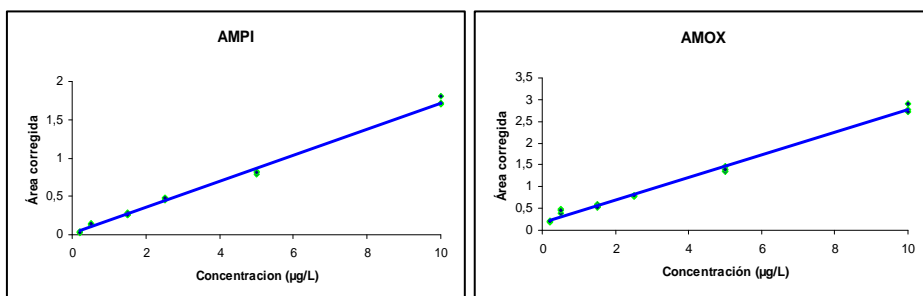 AMPI
2
1,5
1
0,5
0
0 2 4 6 8 10
Área corregida
Concentracion (µg/L)
AMOX
3,5
3
2,5
2
1,5
1
0,5
0
0 2 4 6 8 10
Área corregida
Concentración (µg/L)